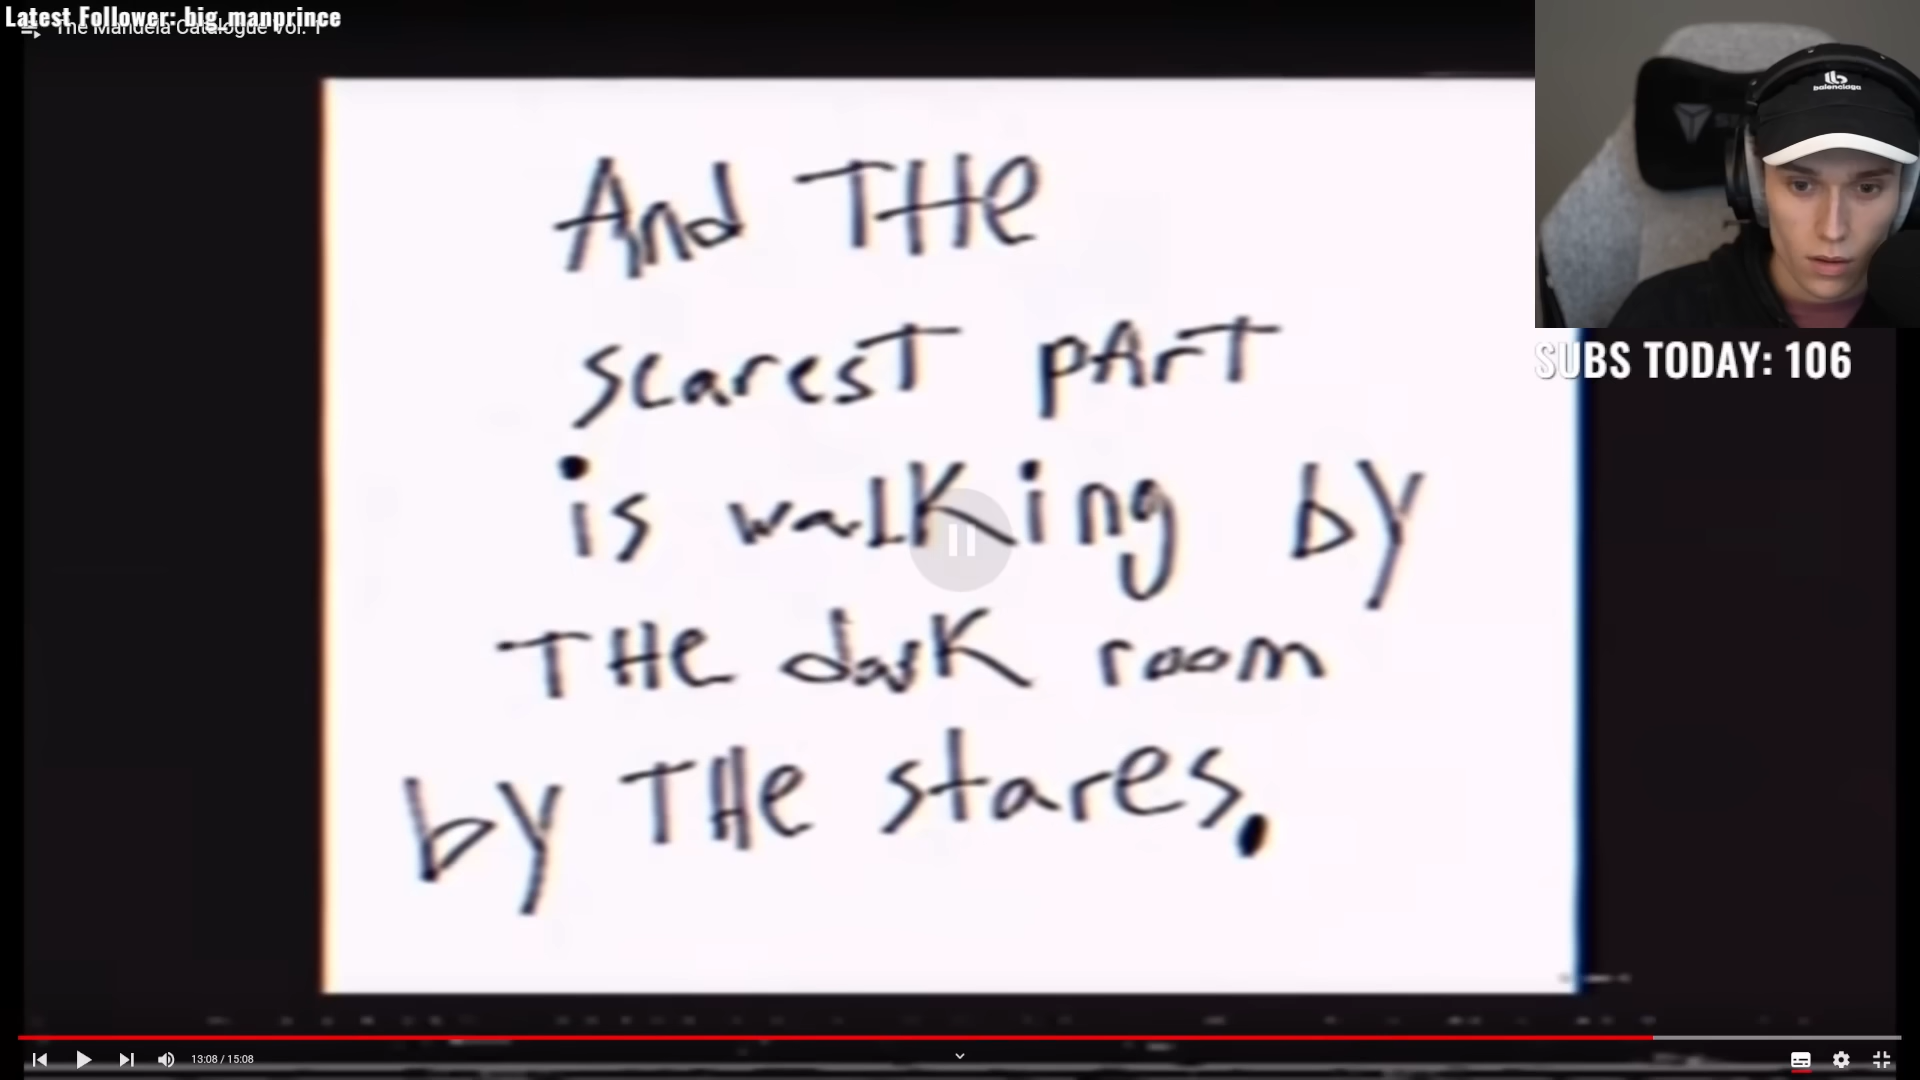 Latest Follower: big_manprince
The Mandela Catalogue Vol. 1
balenciaga
And THe
scarest pArT
is walKing by
THe darK room
by THe stares.
SUBS TODAY: 106
13:08 / 15:08